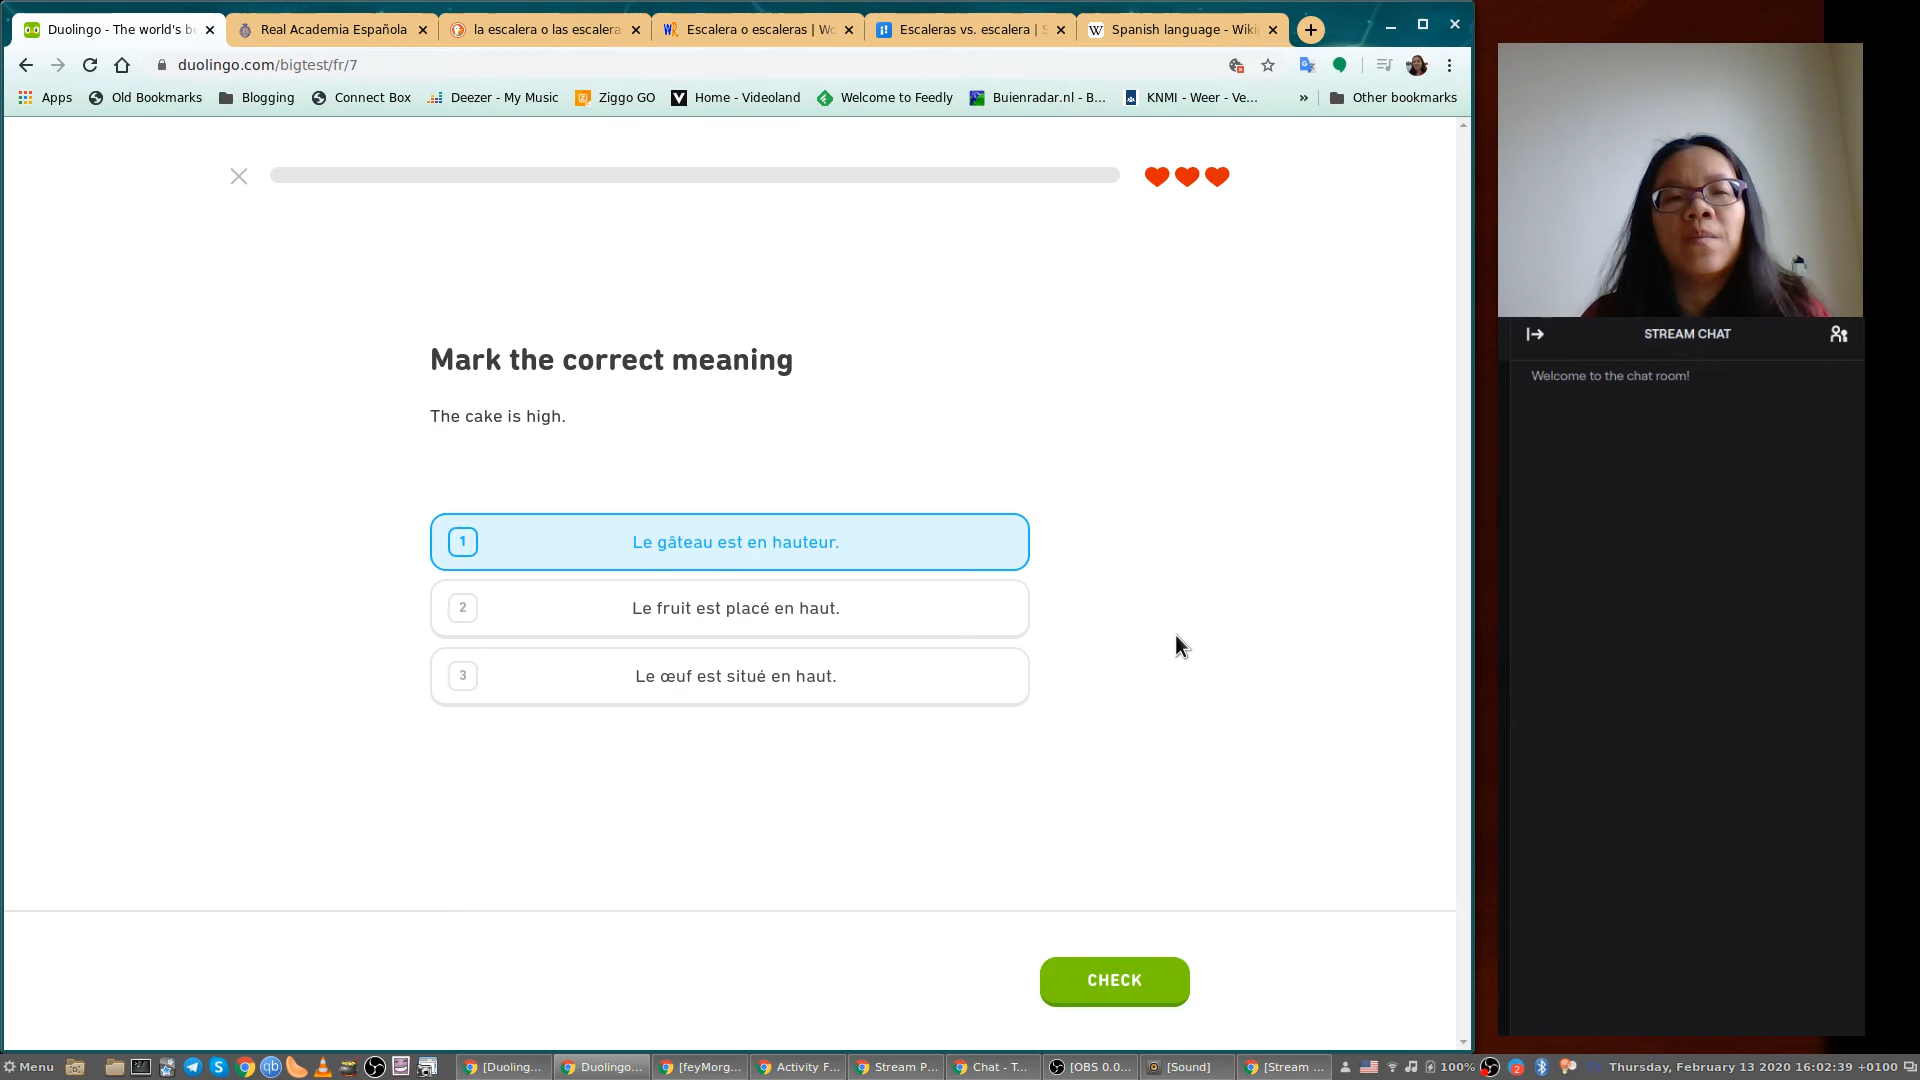 Duolingo - The world's b
Real Academia Española
la escalera o las escalera
Escalera o escaleras | Wo
Escaleras vs. escalera | S
Spanish language - Wiki
duolingo.com/bigtest/fr/7
Apps
Old Bookmarks
Blogging
Connect Box
Deezer - My Music
Ziggo GO
Home - Videoland
Welcome to Feedly
Buienradar.nl - B...
KNMI - Weer - Ve...
»
Other bookmarks
Mark the correct meaning
The cake is high.
1 Le gâteau est en hauteur.
2 Le fruit est placé en haut.
3 Le œuf est situé en haut.
CHECK
STREAM CHAT
Welcome to the chat room!
Menu
[Duoling...
Duolingo...
[feyMorg...
Activity F...
Stream P...
Chat - T...
[OBS 0.0...
[Sound]
[Stream ...
100%
2
Thursday, February 13 2020 16:02:39 +0100